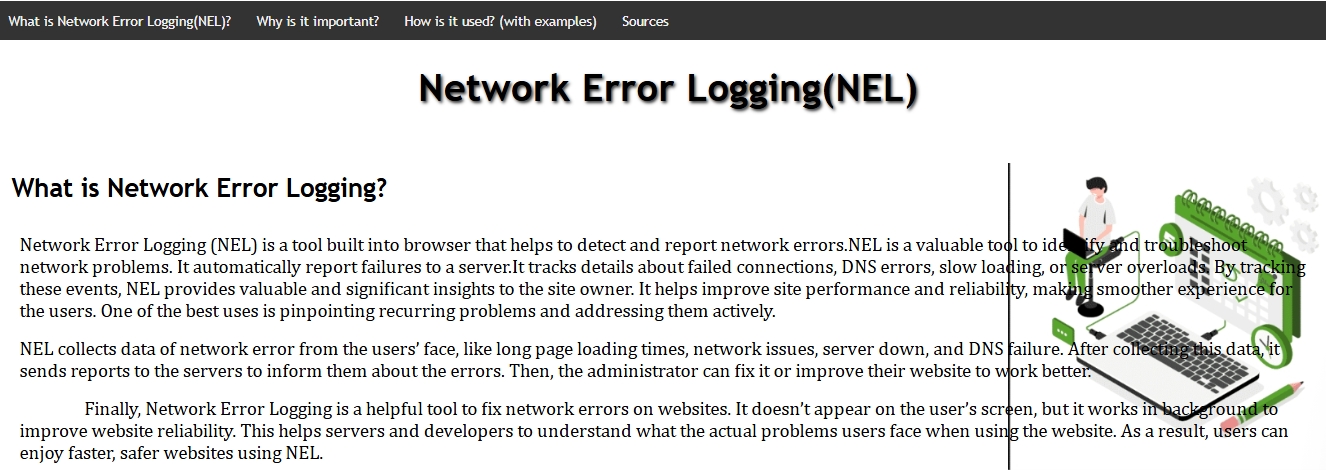 What is Network Error Logging(NEL)? Why is it important? How is it used? (with examples) Sources
Network Error Logging(NEL)
What is Network Error Logging?
Network Error Logging (NEL) is a tool built into browser that helps to detect and report network errors.NEL is a valuable tool to identify and troubleshoot
network problems. It automatically report failures to a server.It tracks details about failed connections, DNS errors, slow loading, or server overloads. By tracking
these events, NEL provides valuable and significant insights to the site owner. It helps improve site performance and reliability, making smoother experience for
the users. One of the best uses is pinpointing recurring problems and addressing them actively.
NEL collects data of network error from the users’ face, like long page loading times, network issues, server down, and DNS failure. After collecting this data, it
sends reports to the servers to inform them about the errors. Then, the administrator can fix it or improve their website to work better.
Finally, Network Error Logging is a helpful tool to fix network errors on websites. It doesn’t appear on the user’s screen, but it works in background to
improve website reliability. This helps servers and developers to understand what the actual problems users face when using the website. As a result, users can
enjoy faster, safer websites using NEL.